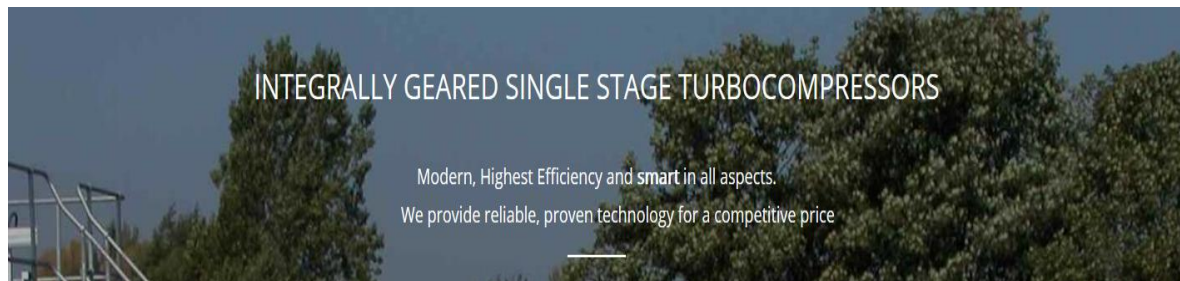 INTEGRALLY GEARED SINGLE STAGE TURBOCOMPRESSORS
Modern, Highest Efficiency and smart in all aspects.
We provide reliable, proven technology for a competitive price